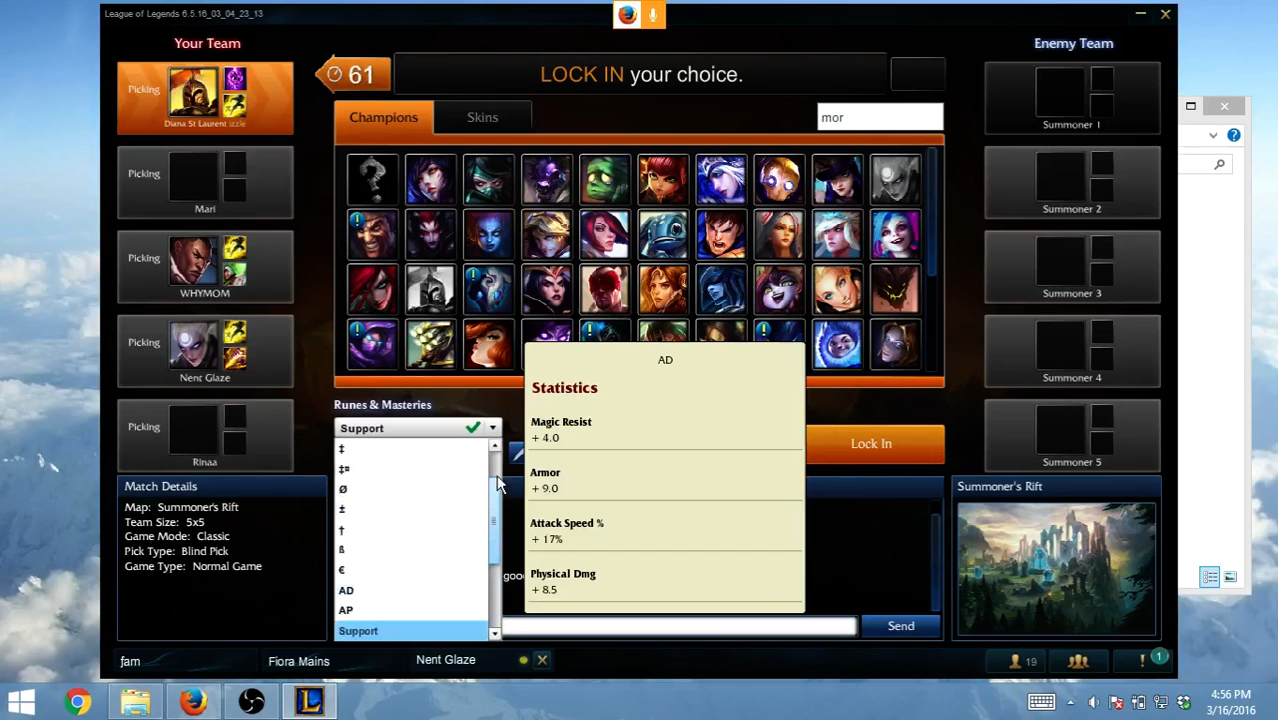 League of Legends 6.5.16_03_04_23_13
Your Team
Enemy Team
61
LOCK IN your choice.
Champions
Skins
mor
Picking
Diana St Laurent
Picking
Mari
Picking
WHYMOM
Picking
Nent Glaze
Picking
Rinaa
Summoner 1
Summoner 2
Summoner 3
Summoner 4
Summoner 5
Runes & Masteries
Support
‡
‡¤
Ø
±
†
ß
€
AD
AP
Support
AD
Statistics
Magic Resist
+ 4.0
Armor
+ 9.0
Attack Speed %
+ 17%
Physical Dmg
+ 8.5
Lock In
Match Details
Map: Summoner's Rift
Team Size: 5x5
Game Mode: Classic
Pick Type: Blind Pick
Game Type: Normal Game
Summoner's Rift
Send
ƒam
Fiora Mains
Nent Glaze
19
1
4:56 PM
3/16/2016